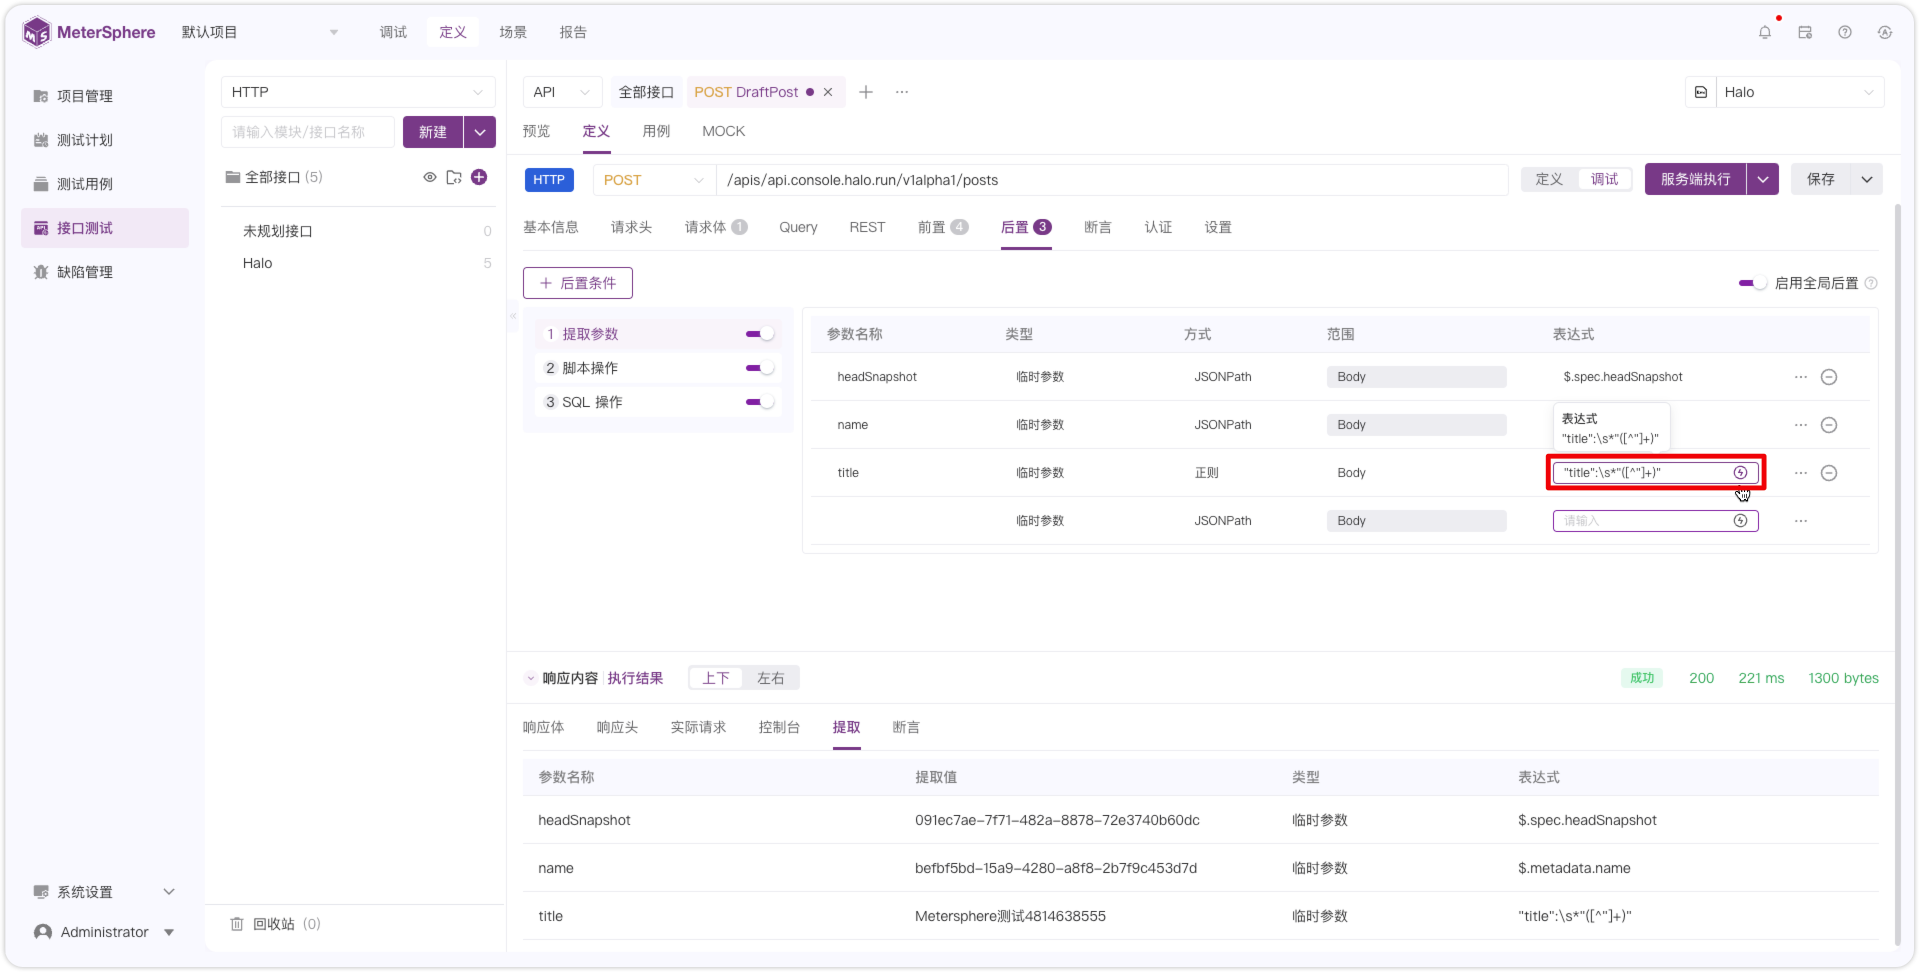 MeterSphere 默认项目 调试 定义 场景 报告
项目管理
测试计划
测试用例
接口测试
缺陷管理
系统设置
Administrator
HTTP
请输入模块/接口名称 新建
全部接口 (5)
未规划接口 0
Halo 5
回收站 (0)
API 全部接口 POST DraftPost Halo
预览 定义 用例 MOCK
HTTP POST /apis/api.console.halo.run/v1alpha1/posts 定义 调试 服务端执行 保存
基本信息 请求头 请求体 1 Query REST 前置 4 后置 3 断言 认证 设置
后置条件 启用全局后置
1 提取参数
2 脚本操作
3 SQL 操作
参数名称 类型 方式 范围 表达式
headSnapshot 临时参数 JSONPath Body $.spec.headSnapshot
name 临时参数 JSONPath Body
表达式
"title":\s*"([^"]+)"
title 临时参数 正则 Body "title":\s*"([^"]+)"
临时参数 JSONPath Body 请输入
响应内容 执行结果 上下 左右 成功 200 221 ms 1300 bytes
响应体 响应头 实际请求 控制台 提取 断言
参数名称 提取值 类型 表达式
headSnapshot 091ec7ae-7f71-482a-8878-72e3740b60dc 临时参数 $.spec.headSnapshot
name befbf5bd-15a9-4280-a8f8-2b7f9c453d7d 临时参数 $.metadata.name
title Metersphere测试4814638555 临时参数 "title":\s*"([^"]+)"